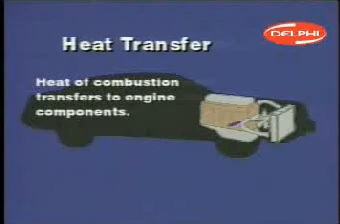 Heat Transfer
DELPHI
Heat of combustion
transfers to engine
components.